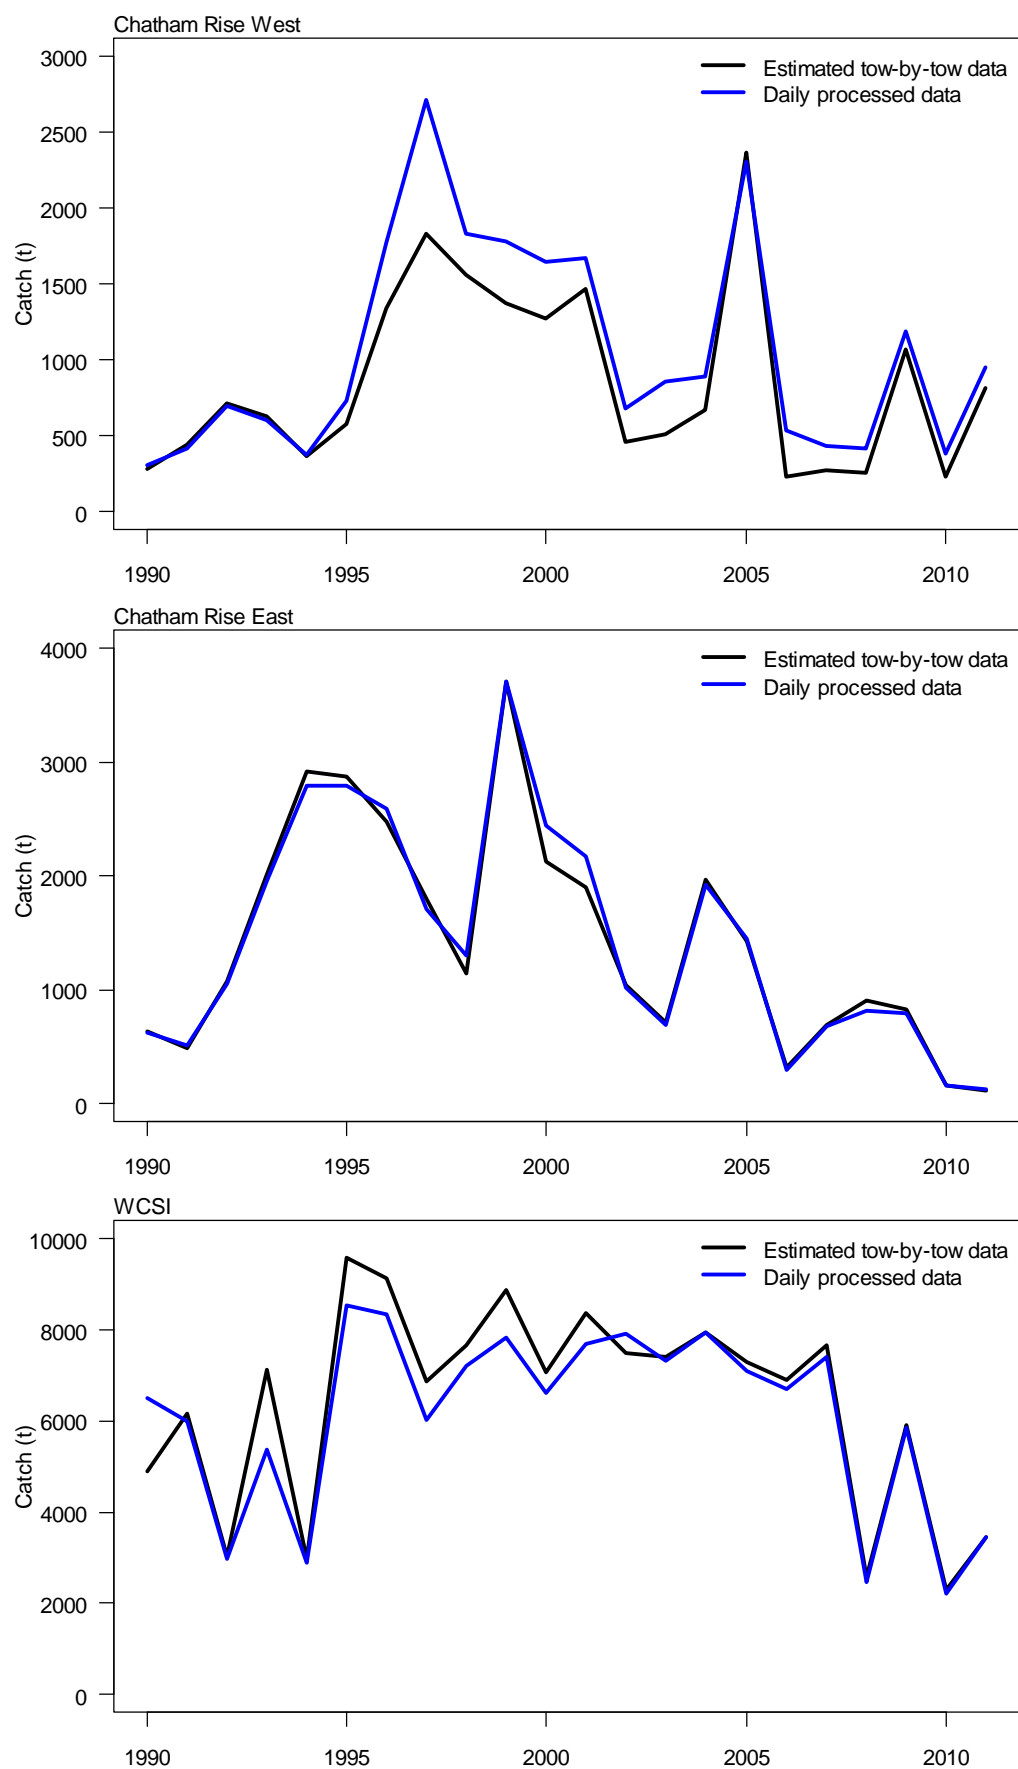 Chatham Rise West
3000
Estimated tow-by-tow data
Daily processed data
2500
2000
1500
1000
500
0
Catch (t)
1990 1995 2000 2005 2010
Chatham Rise East
4000
Estimated tow-by-tow data
Daily processed data
3000
2000
1000
0
Catch (t)
1990 1995 2000 2005 2010
WCSI
10000
Estimated tow-by-tow data
Daily processed data
8000
6000
4000
2000
0
Catch (t)
1990 1995 2000 2005 2010